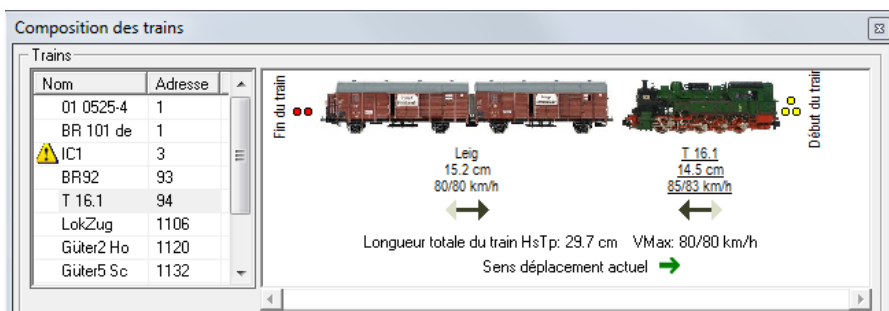 Composition des trains
Trains
Nom Adresse
01 0525-4 1
BR 101 de 1
IC1 3
BR92 93
T 16.1 94
LokZug 1106
Güter2 Ho 1120
Güter5 Sc 1132
Fin du train
Leig
15.2 cm
80/80 km/h
T 16.1
14.5 cm
85/83 km/h
Début du train
Longueur totale du train HsTp: 29.7 cm VMax: 80/80 km/h
Sens déplacement actuel